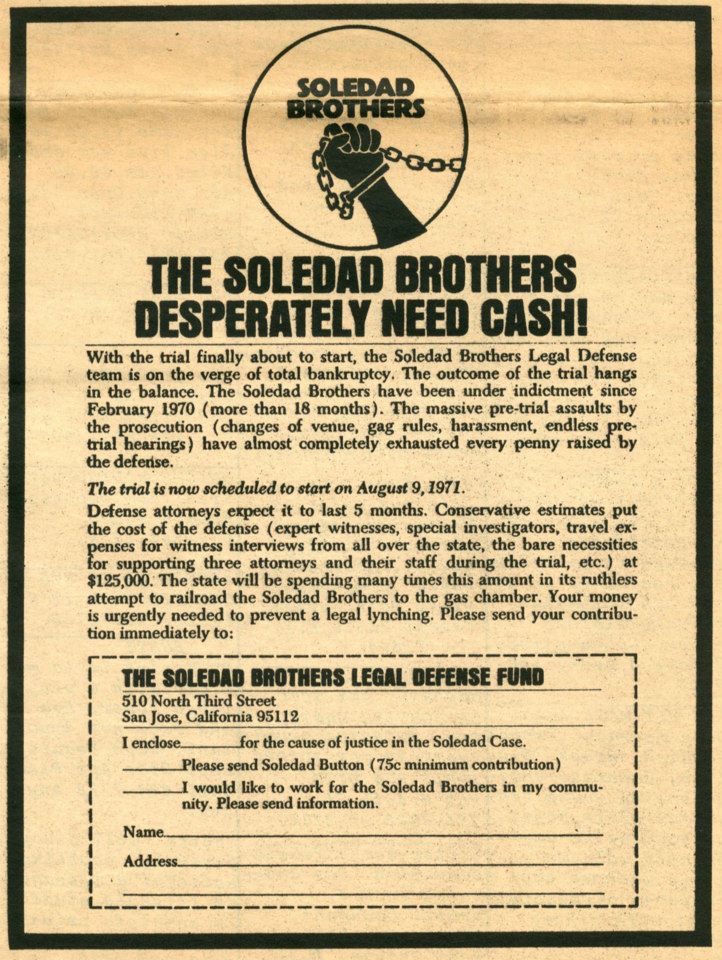 SOLEDAD
BROTHERS
THE SOLEDAD BROTHERS
DESPERATELY NEED CASH!
With the trial finally about to start, the Soledad Brothers Legal Defense
team is on the verge of total bankruptcy. The outcome of the trial hangs
in the balance. The Soledad Brothers have been under indictment since
February 1970 (more than 18 months). The massive pre-trial assaults by
the prosecution (changes of venue, gag rules, harassment, endless pre-
trial hearings) have almost completely exhausted every penny raised by
the defense.
The trial is now scheduled to start on August 9, 1971.
Defense attorneys expect it to last 5 months. Conservative estimates put
the cost of the defense (expert witnesses, special investigators, travel ex-
penses for witness interviews from all over the state, the bare necessities
for supporting three attorneys and their staff during the trial, etc.) at
$125,000. The state will be spending many times this amount in its ruthless
attempt to railroad the Soledad Brothers to the gas chamber. Your money
is urgently needed to prevent a legal lynching. Please send your contribu-
tion immediately to:
THE SOLEDAD BROTHERS LEGAL DEFENSE FUND
510 North Third Street
San Jose, California 95112
I enclose________for the cause of justice in the Soledad Case.
________Please send Soledad Button (75c minimum contribution)
________I would like to work for the Soledad Brothers in my commu-
nity. Please send information.
Name
Address